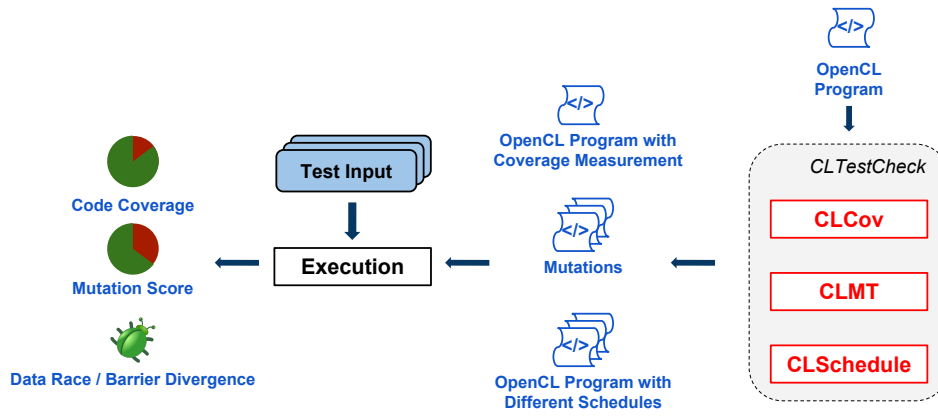 OpenCL
Program
</>
CLTestCheck
CLCov
CLMT
CLSchedule
</>
OpenCL Program with
Coverage Measurement
</>
Mutations
</>
OpenCL Program with
Different Schedules
Test Input
Execution
Code Coverage
Mutation Score
Data Race / Barrier Divergence